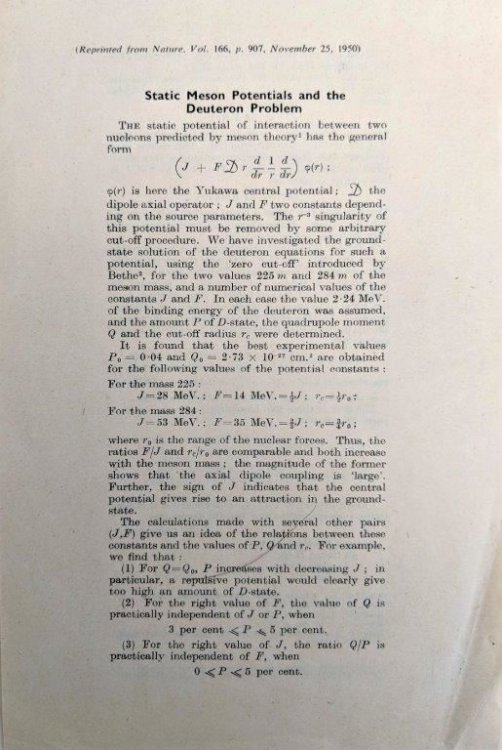 (Reprinted from Nature, Vol. 166, p. 907, November 25, 1950)
Static Meson Potentials and the
Deuteron Problem
THE static potential of interaction between two
nucleons predicted by meson theory¹ has the general
form
(J + F 𝒟 r d/dr 1/r d/dr) φ(r) ;
φ(r) is here the Yukawa central potential ; 𝒟 the
dipole axial operator ; J and F two constants depend-
ing on the source parameters. The r⁻³ singularity of
this potential must be removed by some arbitrary
cut-off procedure. We have investigated the ground-
state solution of the deuteron equations for such a
potential, using the 'zero cut-off' introduced by
Bethe², for the two values 225 m and 284 m of the
meson mass, and a number of numerical values of the
constants J and F. In each case the value 2·24 MeV.
of the binding energy of the deuteron was assumed,
and the amount P of D-state, the quadrupole moment
Q and the cut-off radius r_c were determined.
It is found that the best experimental values
P₀ = 0·04 and Q₀ = 2·73 × 10⁻²⁷ cm.² are obtained
for the following values of the potential constants :
For the mass 225 :
J=28 MeV. ; F=14 MeV.=½J ; r_c=½r₀ ;
For the mass 284 :
J=53 MeV. ; F=35 MeV.=⅔J ; r_c=¾r₀ ;
where r₀ is the range of the nuclear forces. Thus, the
ratios F/J and r_c/r₀ are comparable and both increase
with the meson mass ; the magnitude of the former
shows that the axial dipole coupling is 'large'.
Further, the sign of J indicates that the central
potential gives rise to an attraction in the ground-
state.
The calculations made with several other pairs
(J,F) give us an idea of the relations between these
constants and the values of P, Q and r_c. For example,
we find that :
(1) For Q=Q₀, P increases with decreasing J ; in
particular, a repulsive potential would clearly give
too high an amount of D-state.
(2) For the right value of F, the value of Q is
practically independent of J or P, when
3 per cent ⩽ P ⩽ 5 per cent.
(3) For the right value of J, the ratio Q/P is
practically independent of F, when
0 ⩽ P ⩽ 5 per cent.